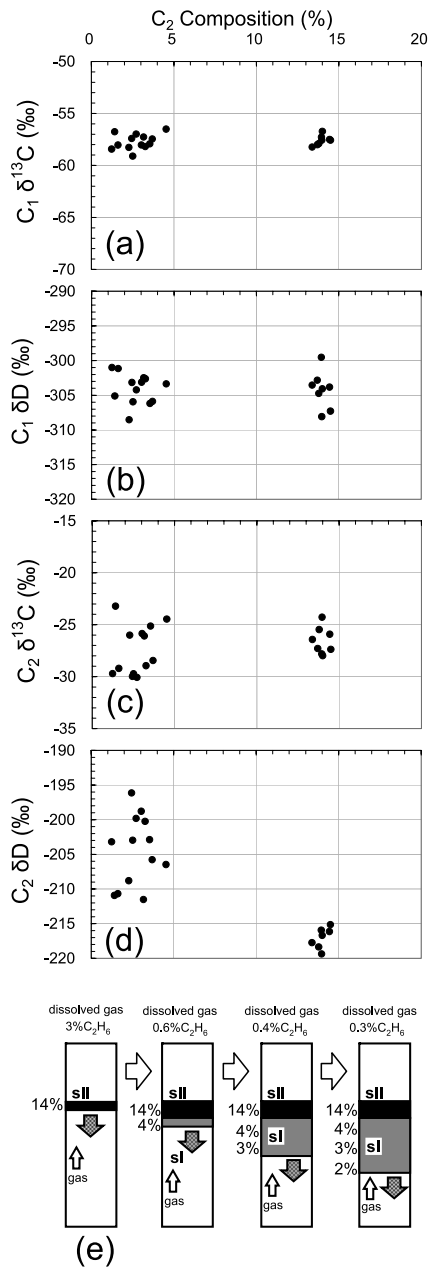 C₂ Composition (%)
0 5 10 15 20
-50
-55
-60
-65
-70
C₁ δ¹³C (‰)
(a)
-290
-295
-300
-305
-310
-315
-320
C₁ δD (‰)
(b)
-15
-20
-25
-30
-35
C₂ δ¹³C (‰)
(c)
-190
-195
-200
-205
-210
-215
-220
C₂ δD (‰)
(d)
dissolved gas dissolved gas dissolved gas dissolved gas
3%C₂H₆ 0.6%C₂H₆ 0.4%C₂H₆ 0.3%C₂H₆
sII sII sII sII
14% 14% 14% 14%
4% 4% 4%
sI sI
3% 3%
sI
2%
gas gas gas gas
(e)